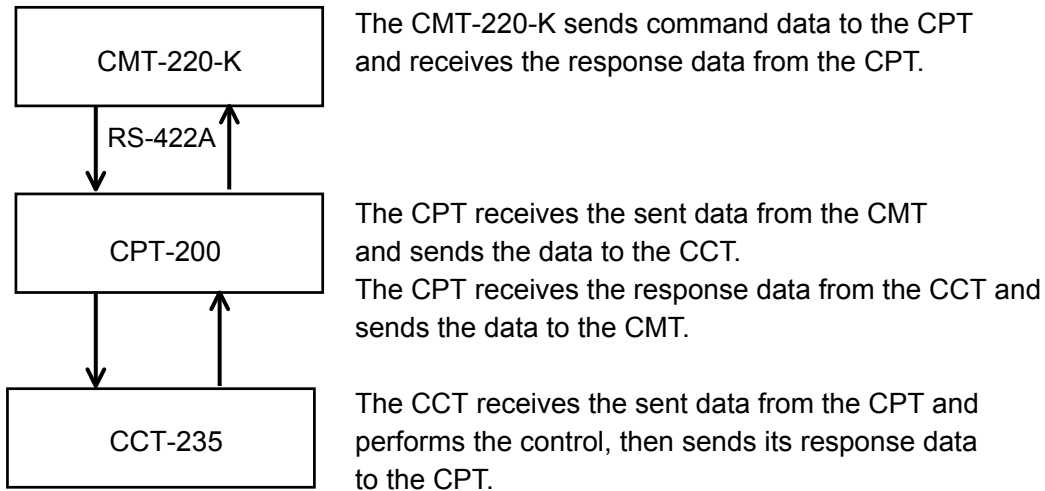 CMT-220-K
The CMT-220-K sends command data to the CPT
and receives the response data from the CPT.
RS-422A
CPT-200
The CPT receives the sent data from the CMT
and sends the data to the CCT.
The CPT receives the response data from the CCT and
sends the data to the CMT.
CCT-235
The CCT receives the sent data from the CPT and
performs the control, then sends its response data
to the CPT.